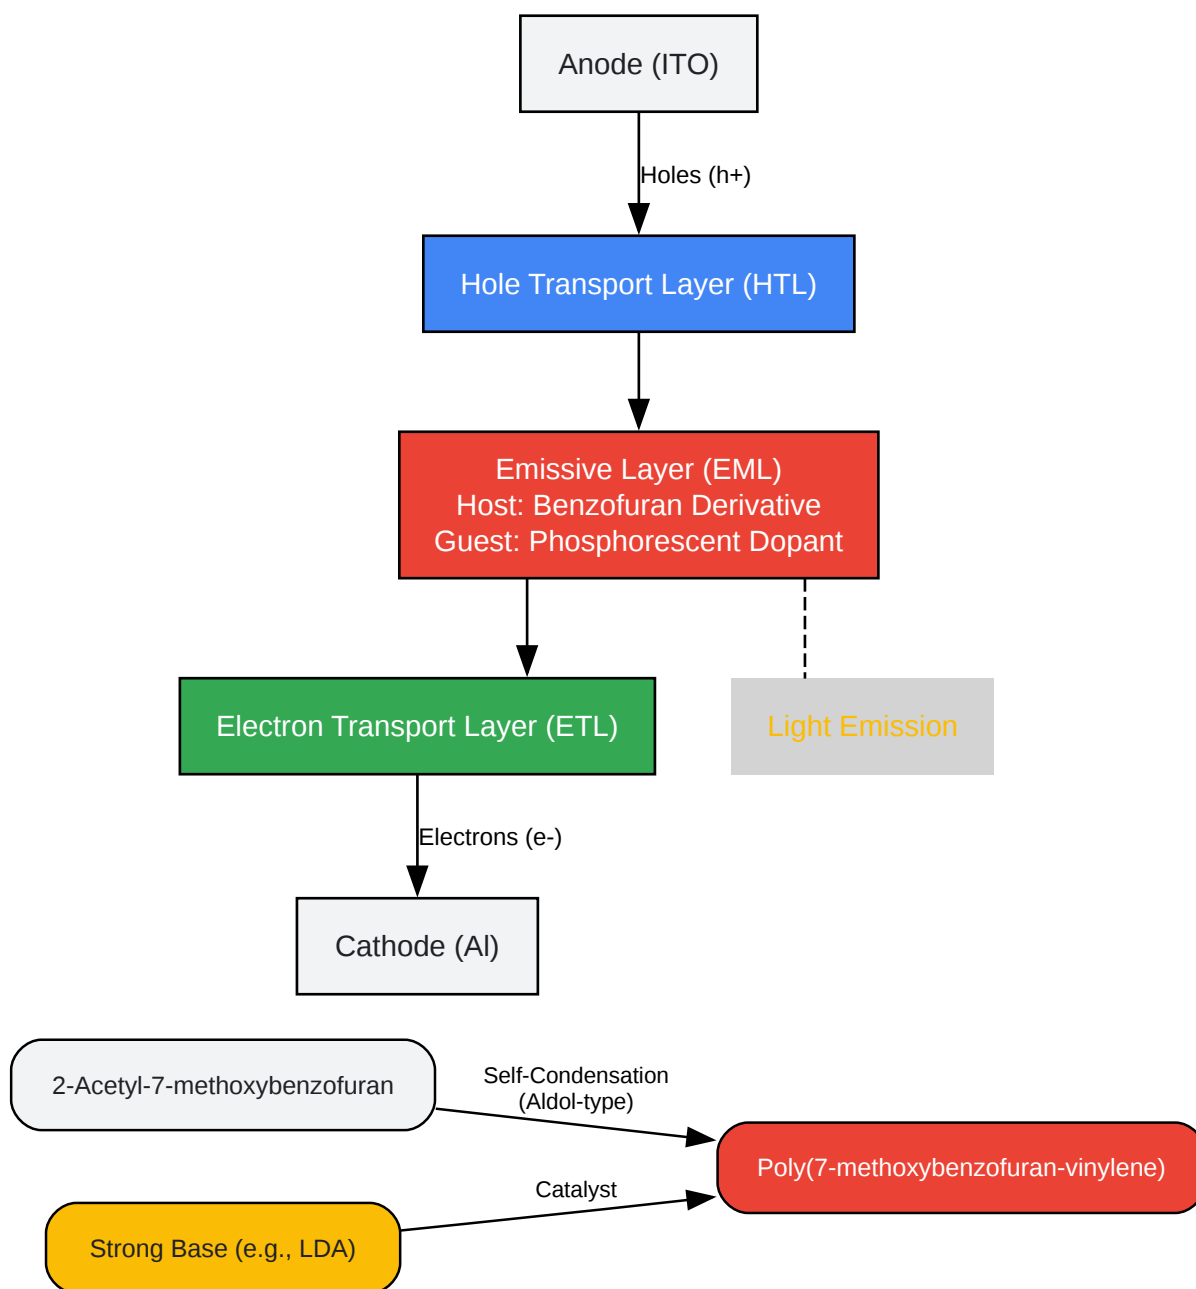 Anode (ITO)
Holes (h+)
Hole Transport Layer (HTL)
Emissive Layer (EML)
Host: Benzofuran Derivative
Guest: Phosphorescent Dopant
Electron Transport Layer (ETL)
Light Emission
Electrons (e-)
Cathode (Al)
2-Acetyl-7-methoxybenzofuran
Self-Condensation
(Aldol-type)
Poly(7-methoxybenzofuran-vinylene)
Catalyst
Strong Base (e.g., LDA)